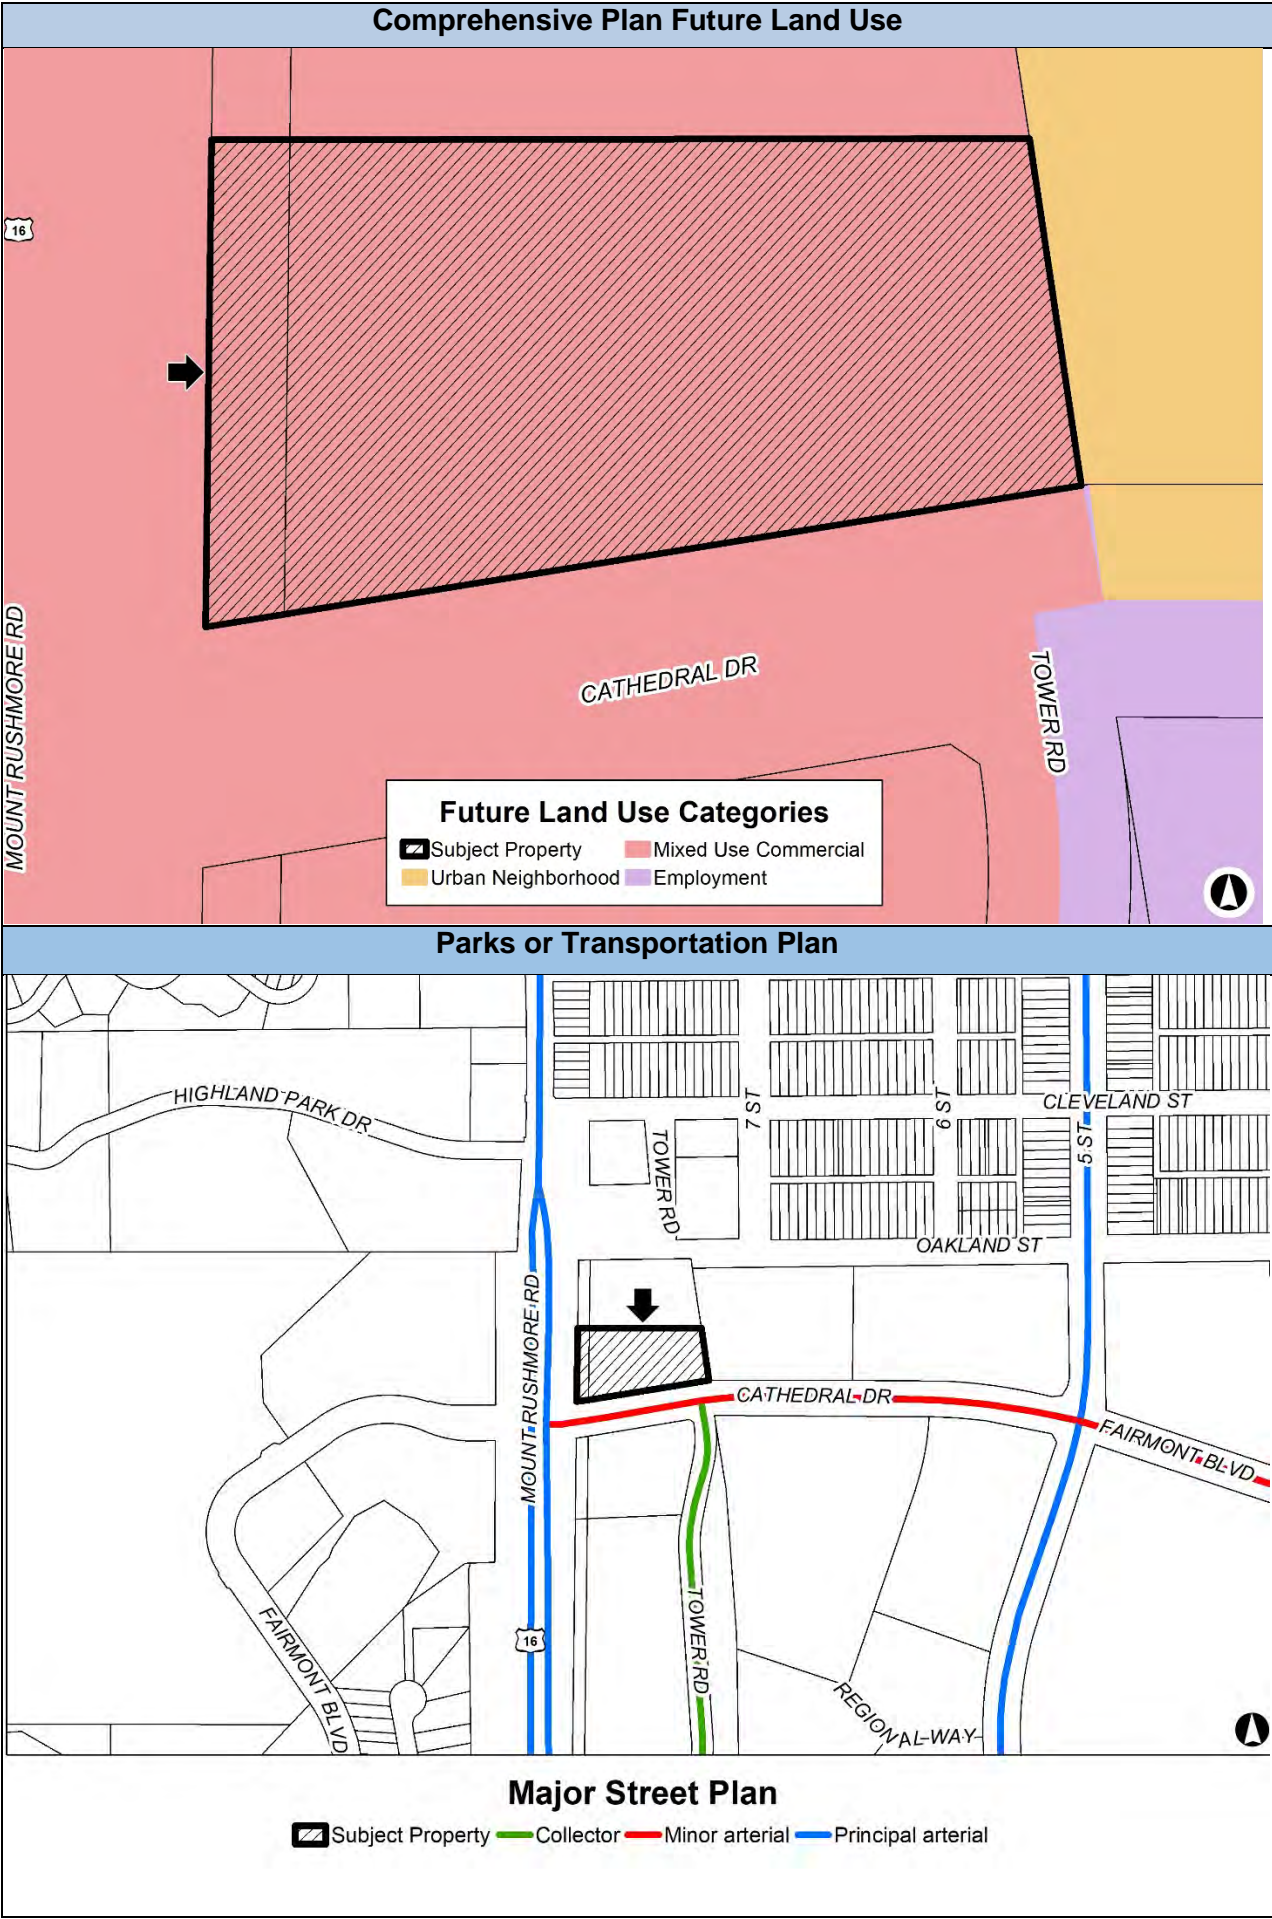 Comprehensive Plan Future Land Use
16
MOUNT RUSHMORE RD
CATHEDRAL DR
TOWER RD
Future Land Use Categories
Subject Property
Mixed Use Commercial
Urban Neighborhood
Employment
Parks or Transportation Plan
HIGHLAND PARK DR
7 ST
6 ST
CLEVELAND ST
5 ST
TOWER RD
OAKLAND ST
MOUNT RUSHMORE RD
CATHEDRAL DR
FAIRMONT BLVD
TOWER RD
16
FAIRMONT BLVD
REGIONAL WAY
Major Street Plan
Subject Property Collector Minor arterial Principal arterial